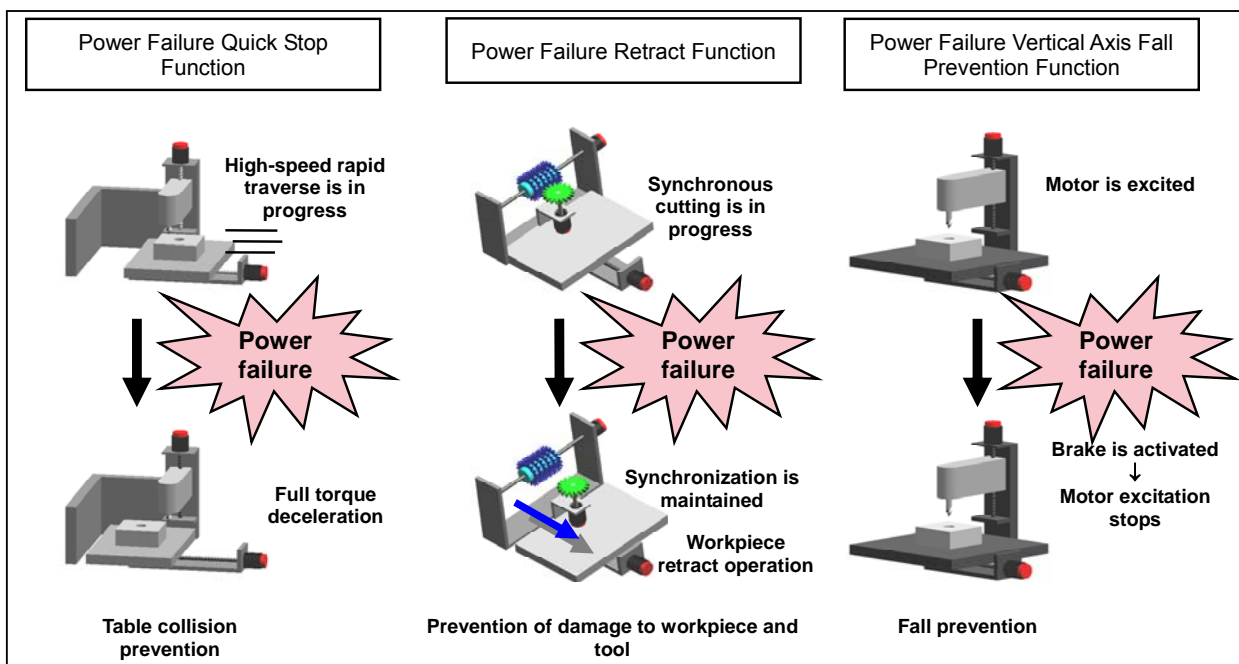 Power Failure Quick Stop
Function
High-speed rapid
traverse is in
progress
Power
failure
Full torque
deceleration
Table collision
prevention
Power Failure Retract Function
Synchronous
cutting is in
progress
Power
failure
Synchronization is
maintained
Workpiece
retract operation
Prevention of damage to workpiece and
tool
Power Failure Vertical Axis Fall
Prevention Function
Motor is excited
Power
failure
Brake is activated
↓
Motor excitation
stops
Fall prevention